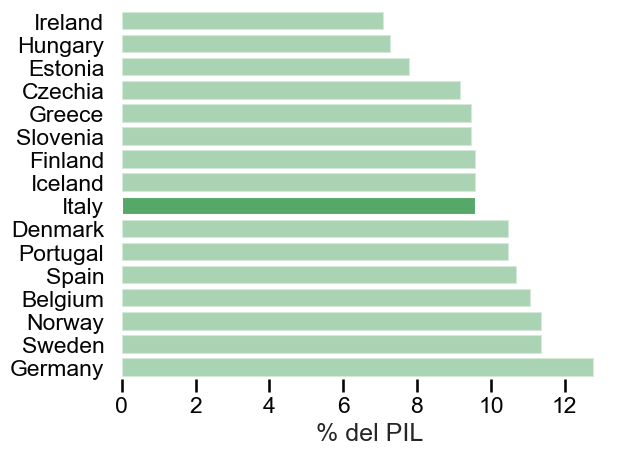 Ireland
Hungary
Estonia
Czechia
Greece
Slovenia
Finland
Iceland
Italy
Denmark
Portugal
Spain
Belgium
Norway
Sweden
Germany
0 2 4 6 8 10 12
% del PIL